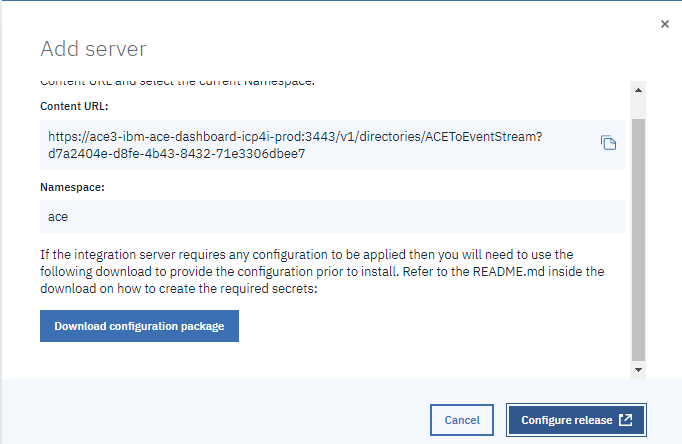 Add server
Content URL and select the current Namespace.
Content URL:
https://ace3-ibm-ace-dashboard-icp4i-prod:3443/v1/directories/ACEToEventStream?
d7a2404e-d8fe-4b43-8432-71e3306dbee7
Namespace:
ace
If the integration server requires any configuration to be applied then you will need to use the
following download to provide the configuration prior to install. Refer to the README.md inside the
download on how to create the required secrets:
Download configuration package
Cancel
Configure release